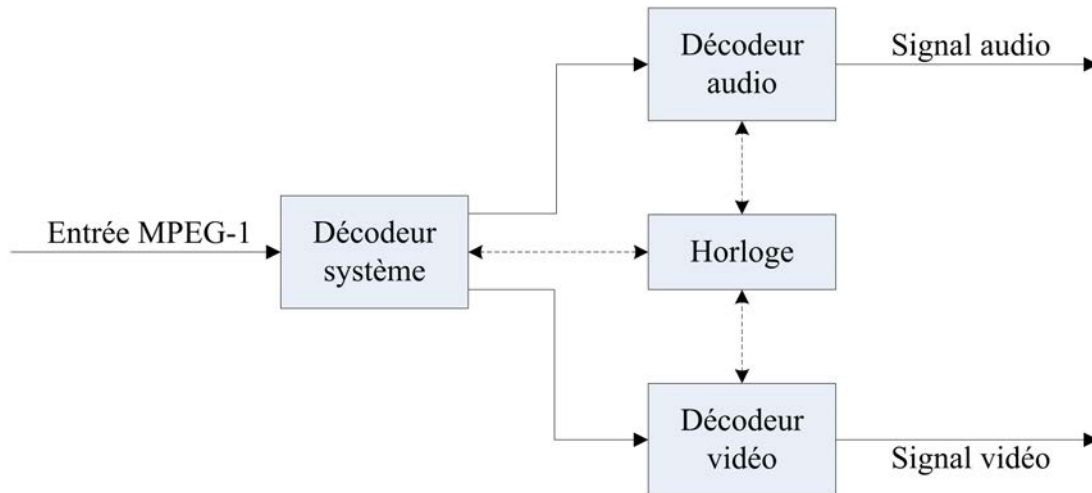 Décodeur
audio
Signal audio
Entrée MPEG-1
Décodeur
système
Horloge
Décodeur
vidéo
Signal vidéo